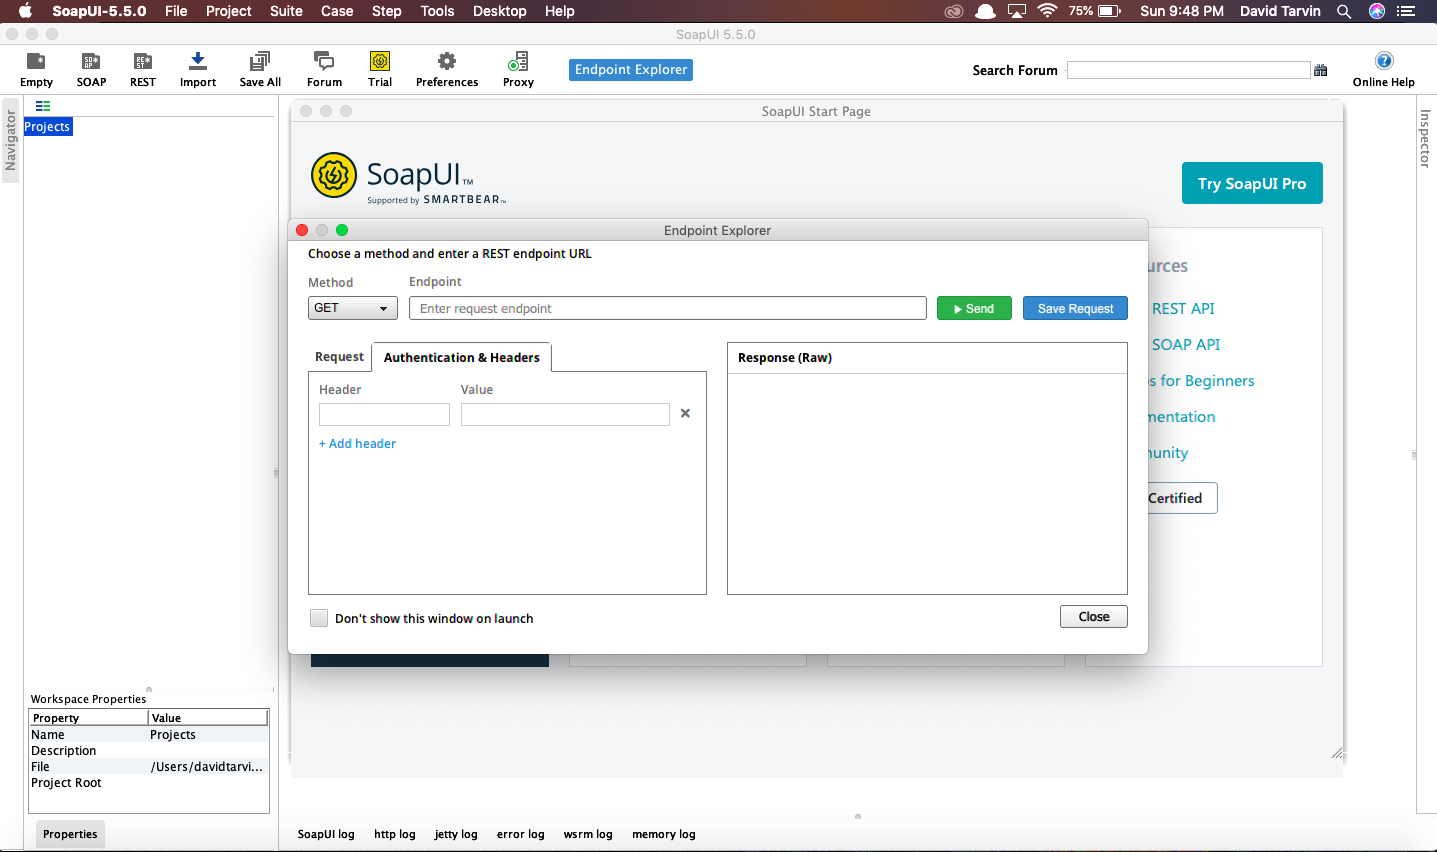 SoapUI-5.5.0 File Project Suite Case Step Tools Desktop Help 75% Sun 9:48 PM David Tarvin
SoapUI 5.5.0
Empty SOAP REST Import Save All Forum Trial Preferences Proxy Endpoint Explorer Search Forum Online Help
Navigator
Projects
Inspector
SoapUI Start Page
SoapUI™
Supported by SMARTBEAR™
Try SoapUI Pro
Endpoint Explorer
Choose a method and enter a REST endpoint URL
Method Endpoint
GET Enter request endpoint Send Save Request
Request Authentication & Headers
Header Value
+ Add header
Response (Raw)
Don't show this window on launch
Close
urces
REST API
SOAP API
s for Beginners
mentation
unity
Certified
Workspace Properties
Property Value
Name Projects
Description
File /Users/davidtarvi...
Project Root
Properties
SoapUI log http log jetty log error log wsrm log memory log